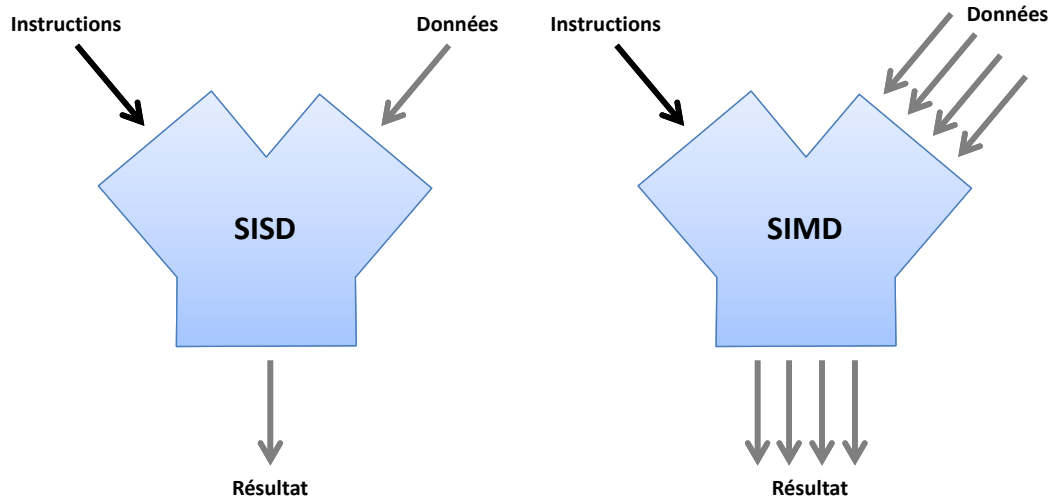 Instructions
Données
SISD
Résultat
Instructions
Données
SIMD
Résultat